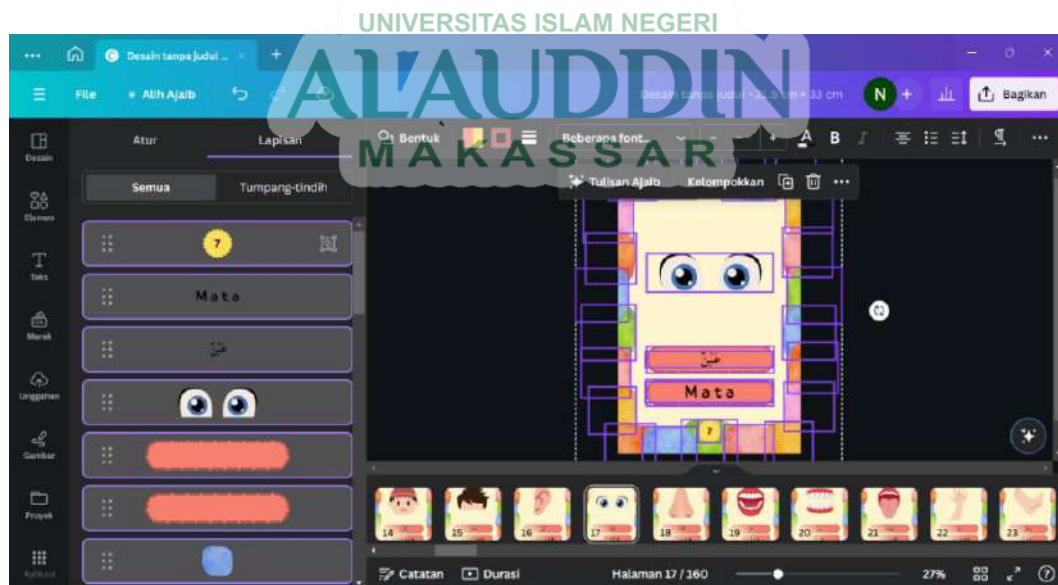 UNIVERSITAS ISLAM NEGERI
ALAUDDIN
MAKASSAR
Desain tanpa judul ...
File
Alih Ajaib
Desain tanpa judul - 21.5 cm × 33 cm
N
Bagikan
Desain
Elemen
Teks
Merek
Unggahan
Gambar
Proyek
Aplikasi
Atur
Lapisan
Semua
Tumpang-tindih
7
Mata
Bentuk
Beberapa font...
A
B
I
Tulisan Ajaib
Kelompokkan
Mata
7
14
15
16
17
18
19
20
21
22
23
Catatan
Durasi
Halaman 17 / 160
27%